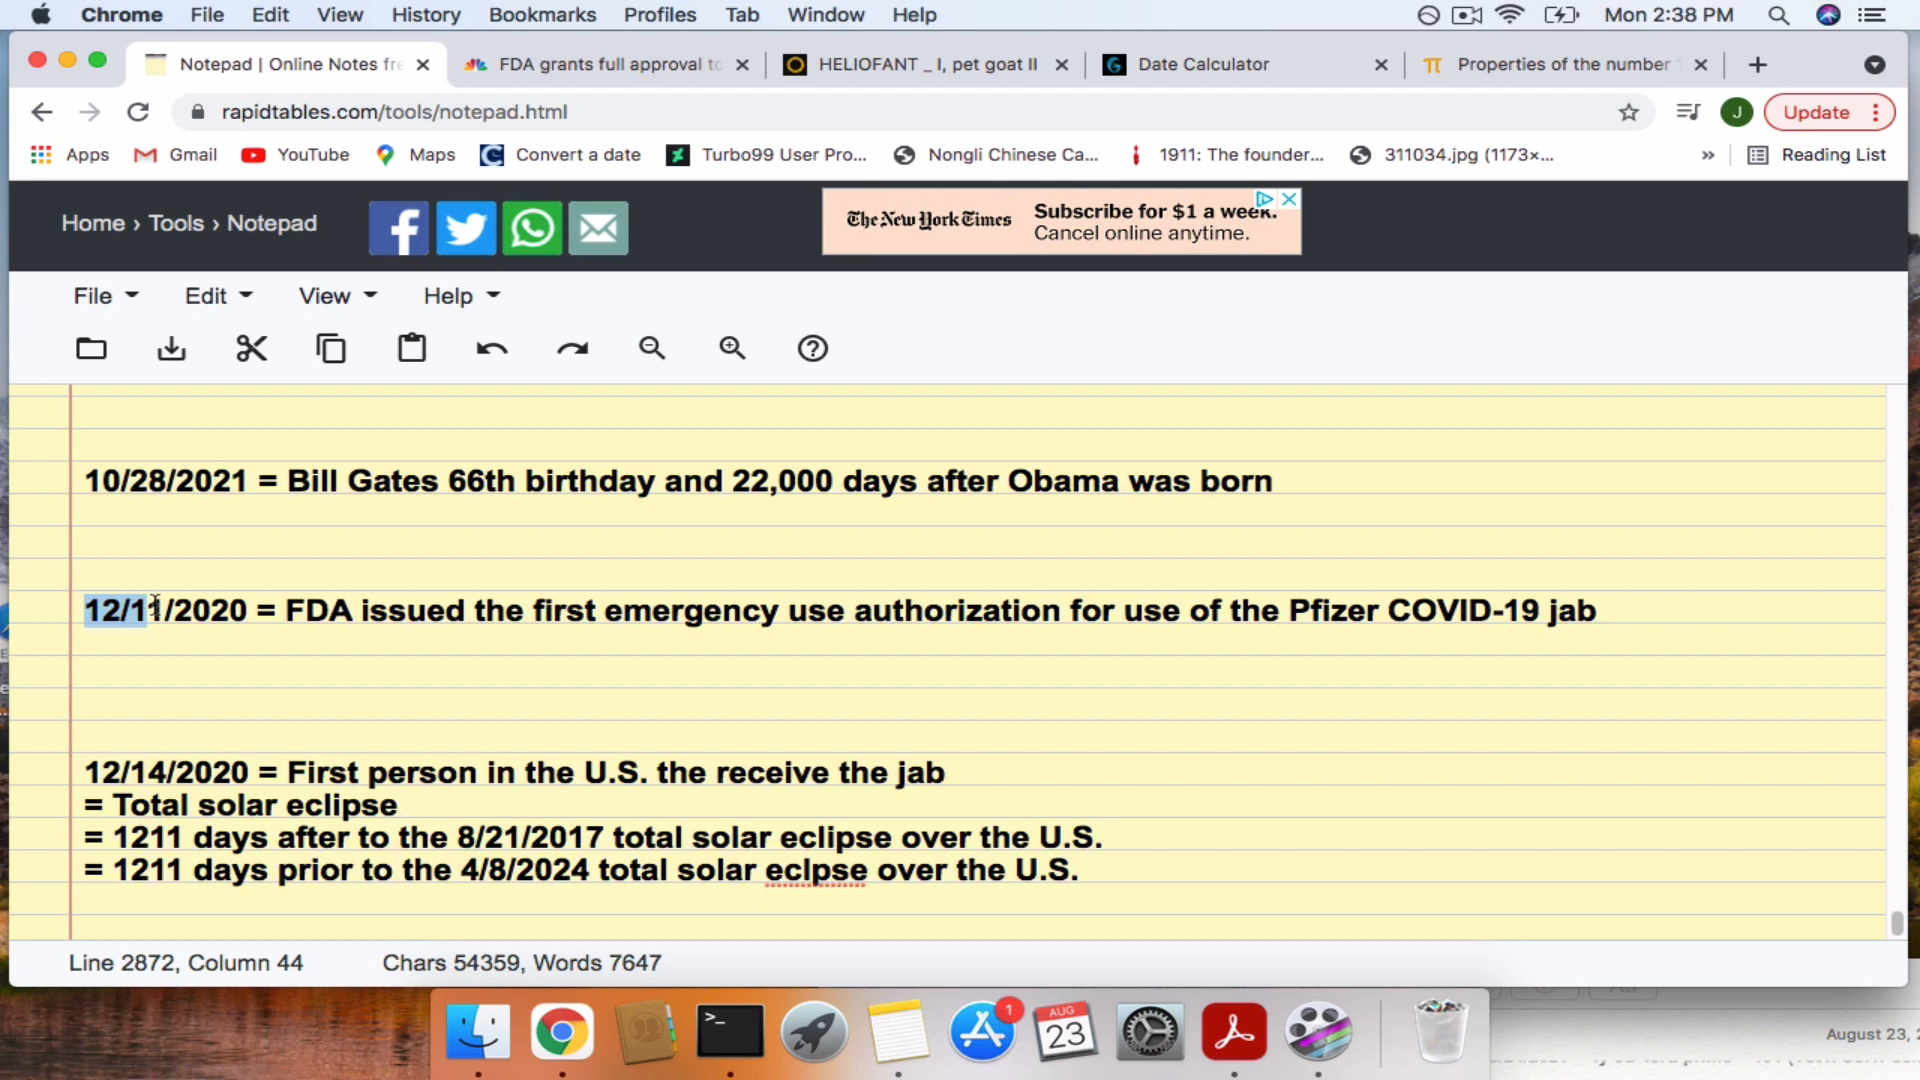 Chrome File Edit View History Bookmarks Profiles Tab Window Help Mon 2:38 PM
Notepad | Online Notes fre FDA grants full approval to HELIOFANT _ I, pet goat II Date Calculator Properties of the number
rapidtables.com/tools/notepad.html J Update
Apps Gmail YouTube Maps Convert a date Turbo99 User Pro... Nongli Chinese Ca... 1911: The founder... 311034.jpg (1173×... » Reading List
Home › Tools › Notepad
The New York Times Subscribe for $1 a week.
Cancel online anytime.
File Edit View Help
10/28/2021 = Bill Gates 66th birthday and 22,000 days after Obama was born
12/11/2020 = FDA issued the first emergency use authorization for use of the Pfizer COVID-19 jab
12/14/2020 = First person in the U.S. the receive the jab
= Total solar eclipse
= 1211 days after to the 8/21/2017 total solar eclipse over the U.S.
= 1211 days prior to the 4/8/2024 total solar eclpse over the U.S.
Line 2872, Column 44 Chars 54359, Words 7647
1
AUG
23
August 23,